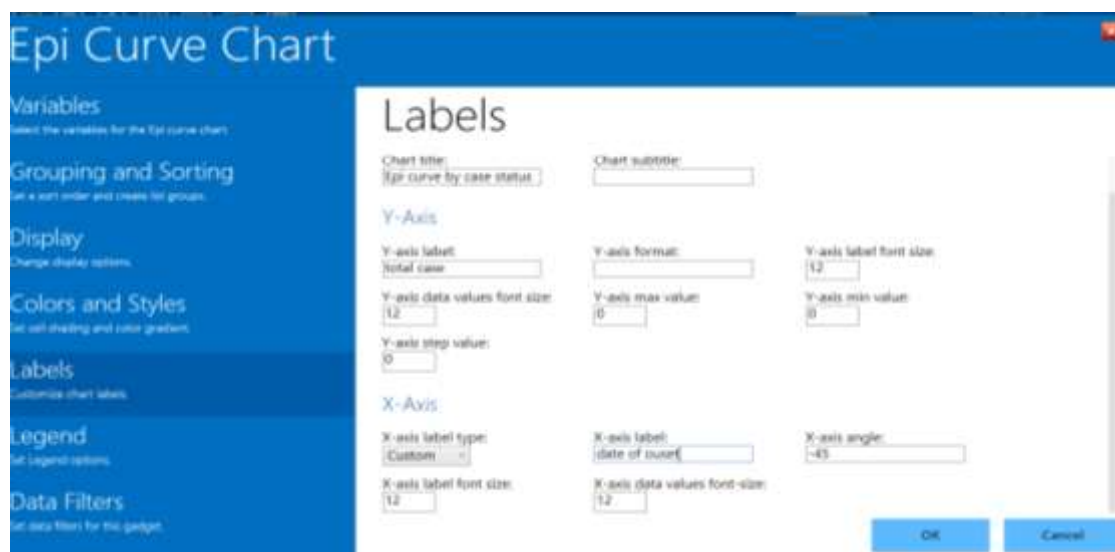 Epi Curve Chart
Variables
Select the variables for the Epi curve chart.
Grouping and Sorting
Set a sort order and create list groups.
Display
Change display options.
Colors and Styles
Set cell shading and color gradient.
Labels
Customize chart labels.
Legend
Set Legend options.
Data Filters
Set data filters for this gadget.
Labels
Chart title: Chart subtitle:
Epi curve by case status
Y-Axis
Y-axis label: Y-axis format: Y-axis label font size:
total case 12
Y-axis data values font size: Y-axis max value: Y-axis min value:
12 0 0
Y-axis step value:
0
X-Axis
X-axis label type: X-axis label: X-axis angle:
Custom date of ouset -45
X-axis label font size: X-axis data values font-size:
12 12
OK Cancel